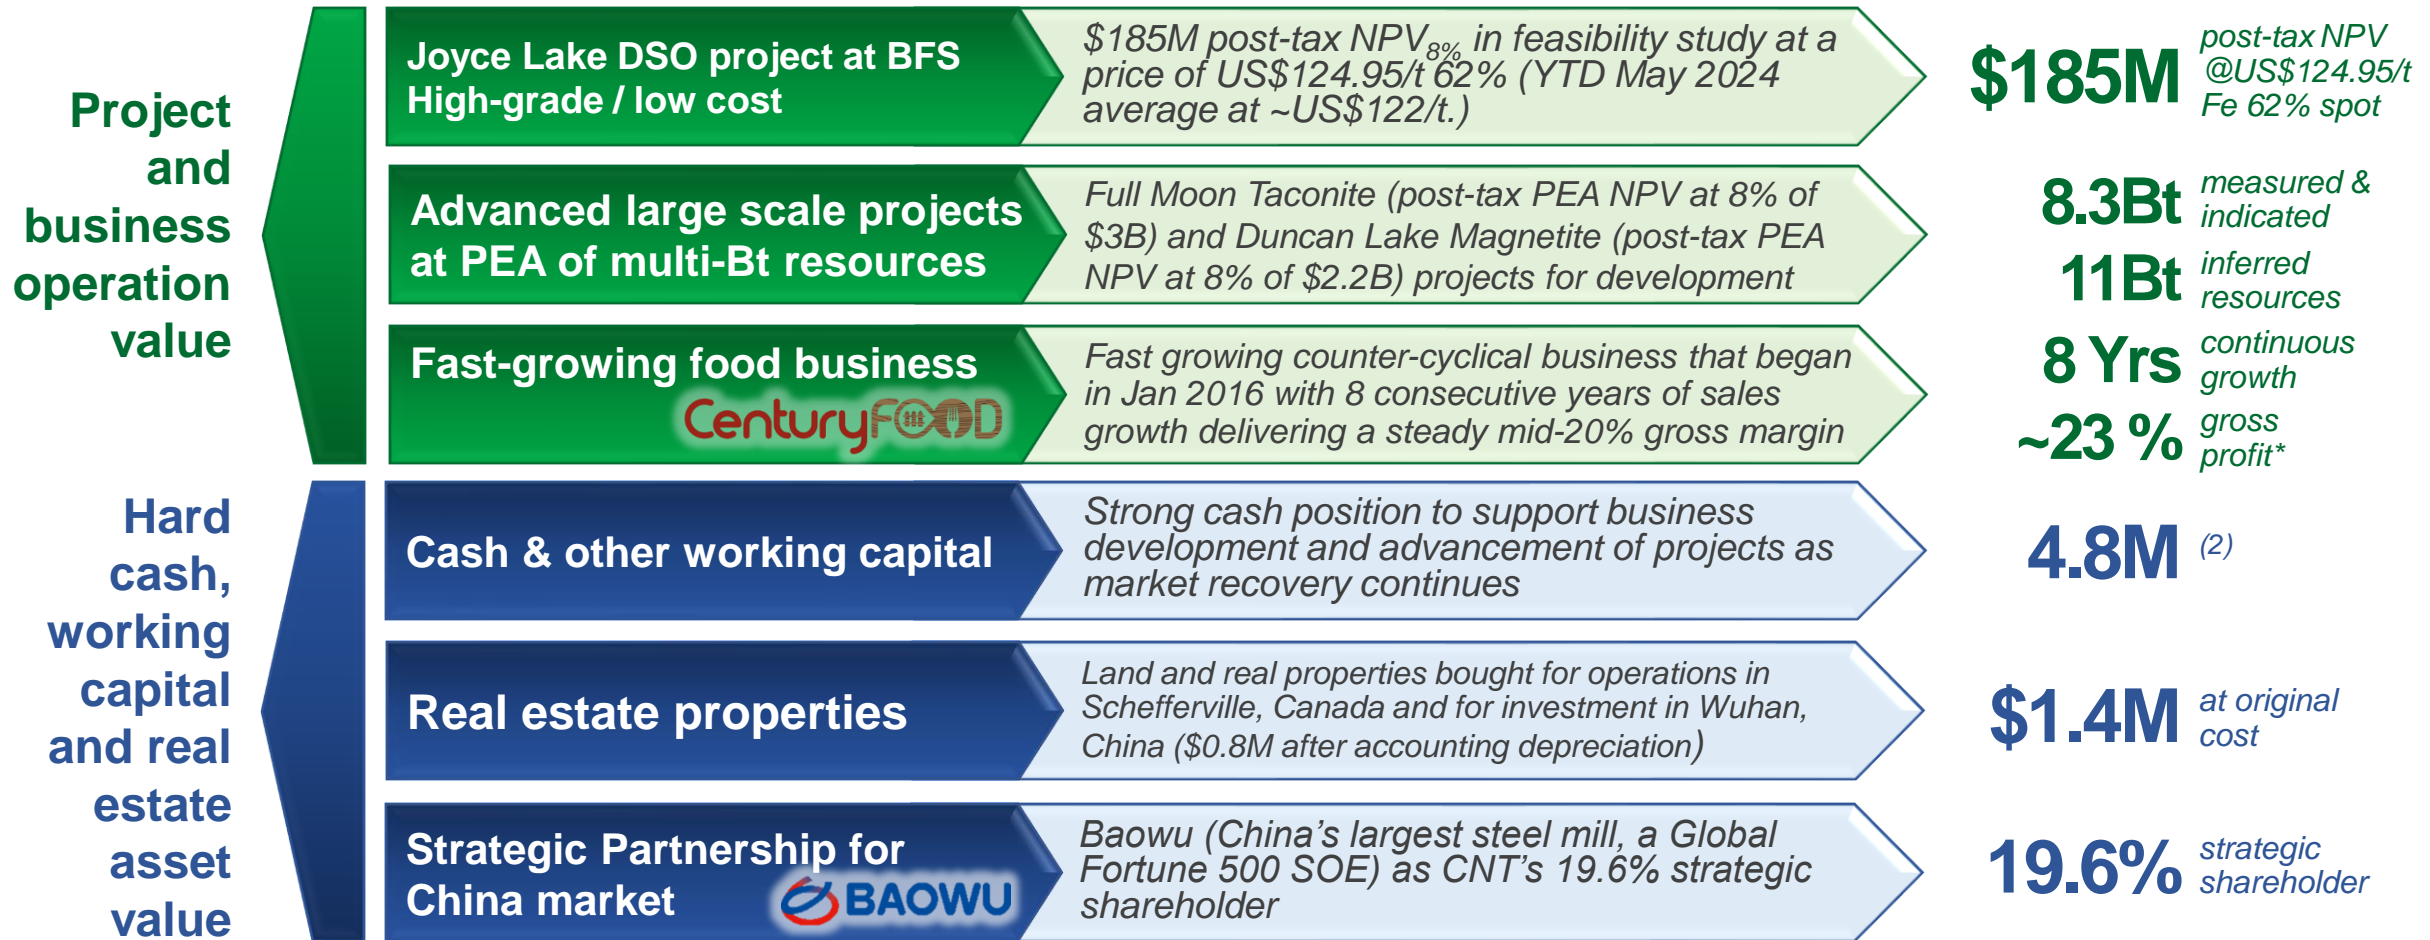 Project
and
business
operation
value
Joyce Lake DSO project at BFS
High-grade / low cost
$185M post-tax NPV8% in feasibility study at a
price of US$124.95/t 62% (YTD May 2024
average at ~US$122/t.)
$185M
post-tax NPV
@US$124.95/t
Fe 62% spot
Advanced large scale projects
at PEA of multi-Bt resources
Full Moon Taconite (post-tax PEA NPV at 8% of
$3B) and Duncan Lake Magnetite (post-tax PEA
NPV at 8% of $2.2B) projects for development
8.3Bt
measured &
indicated
11Bt
inferred
resources
Fast-growing food business
CenturyFOOD
Fast growing counter-cyclical business that began
in Jan 2016 with 8 consecutive years of sales
growth delivering a steady mid-20% gross margin
8 Yrs
continuous
growth
~23 %
gross
profit*
Hard
cash,
working
capital
and real
estate
asset
value
Cash & other working capital
Strong cash position to support business
development and advancement of projects as
market recovery continues
4.8M
(2)
Real estate properties
Land and real properties bought for operations in
Schefferville, Canada and for investment in Wuhan,
China ($0.8M after accounting depreciation)
$1.4M
at original
cost
Strategic Partnership for
China market
BAOWU
Baowu (China’s largest steel mill, a Global
Fortune 500 SOE) as CNT’s 19.6% strategic
shareholder
19.6%
strategic
shareholder